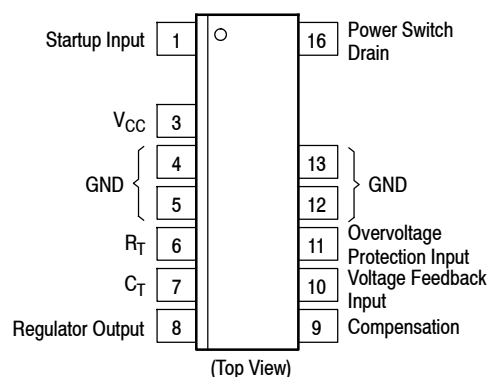 Startup Input 1
16 Power Switch
Drain
V_CC 3
4
GND
5
13
GND
12
R_T 6
11 Overvoltage
Protection Input
C_T 7
10 Voltage Feedback
Input
Regulator Output 8
9 Compensation
(Top View)